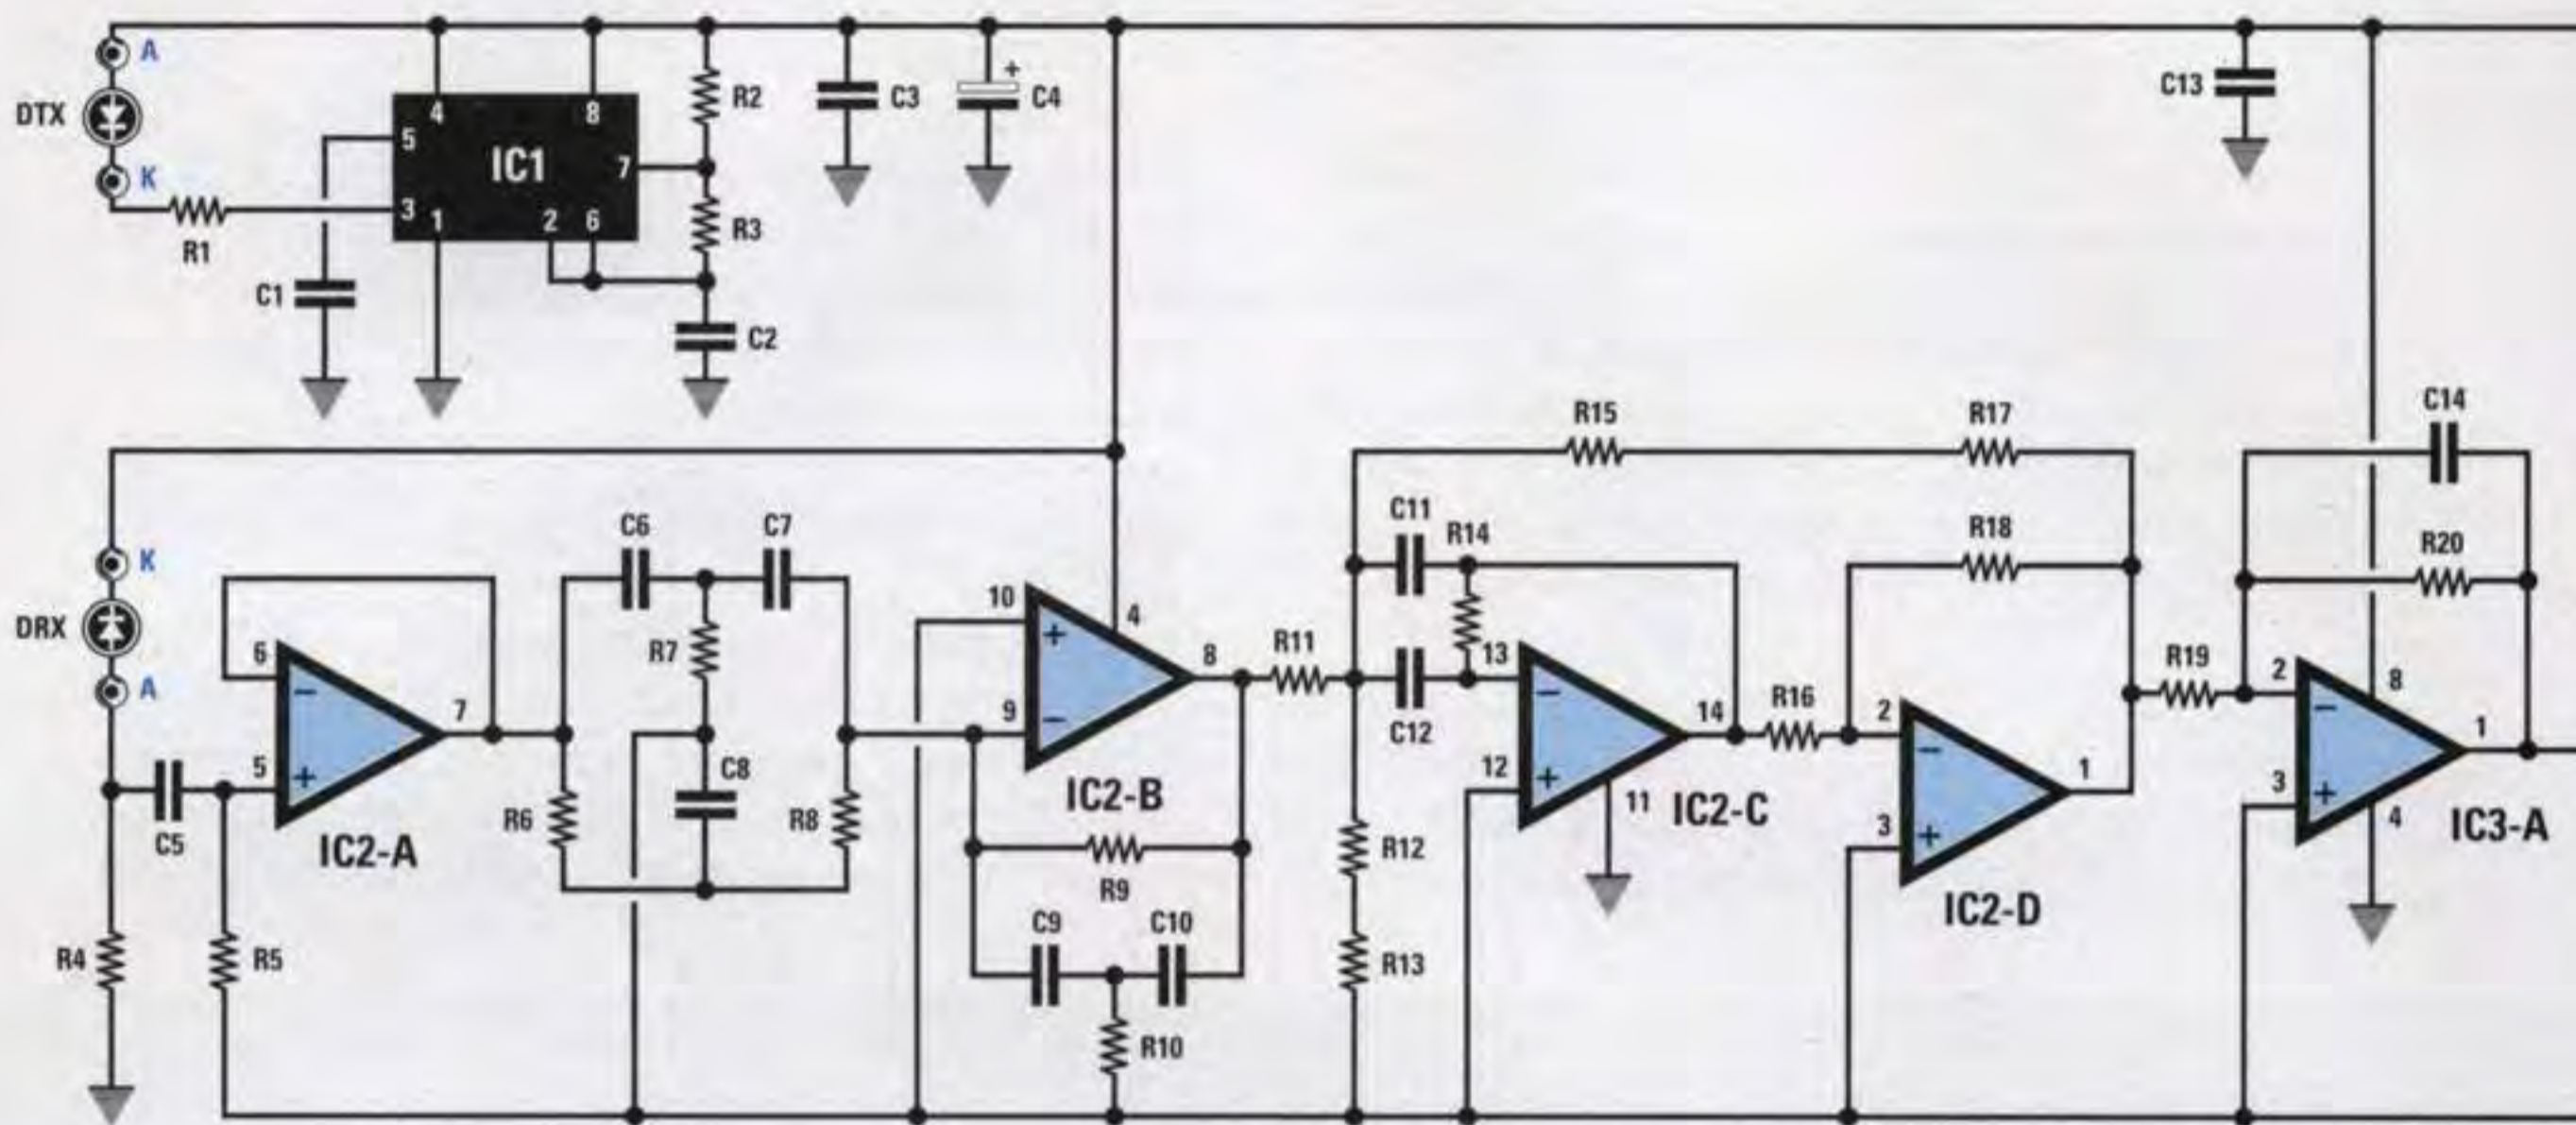 A
DTX
K
R1
5
4
8
IC1
7
3
1
2
6
C1
R2
R3
C2
C3
+
C4
C13
K
DRX
A
6
−
5
+
7
IC2-A
C5
R4
R5
C6
C7
R7
C8
R6
R8
10
+
9
−
4
8
IC2-B
R9
C9
C10
R10
R11
R15
R17
C11
R14
R18
C12
13
−
12
+
14
11
IC2-C
R12
R13
R16
2
−
3
+
1
IC2-D
R19
C14
R20
2
−
3
+
8
1
4
IC3-A